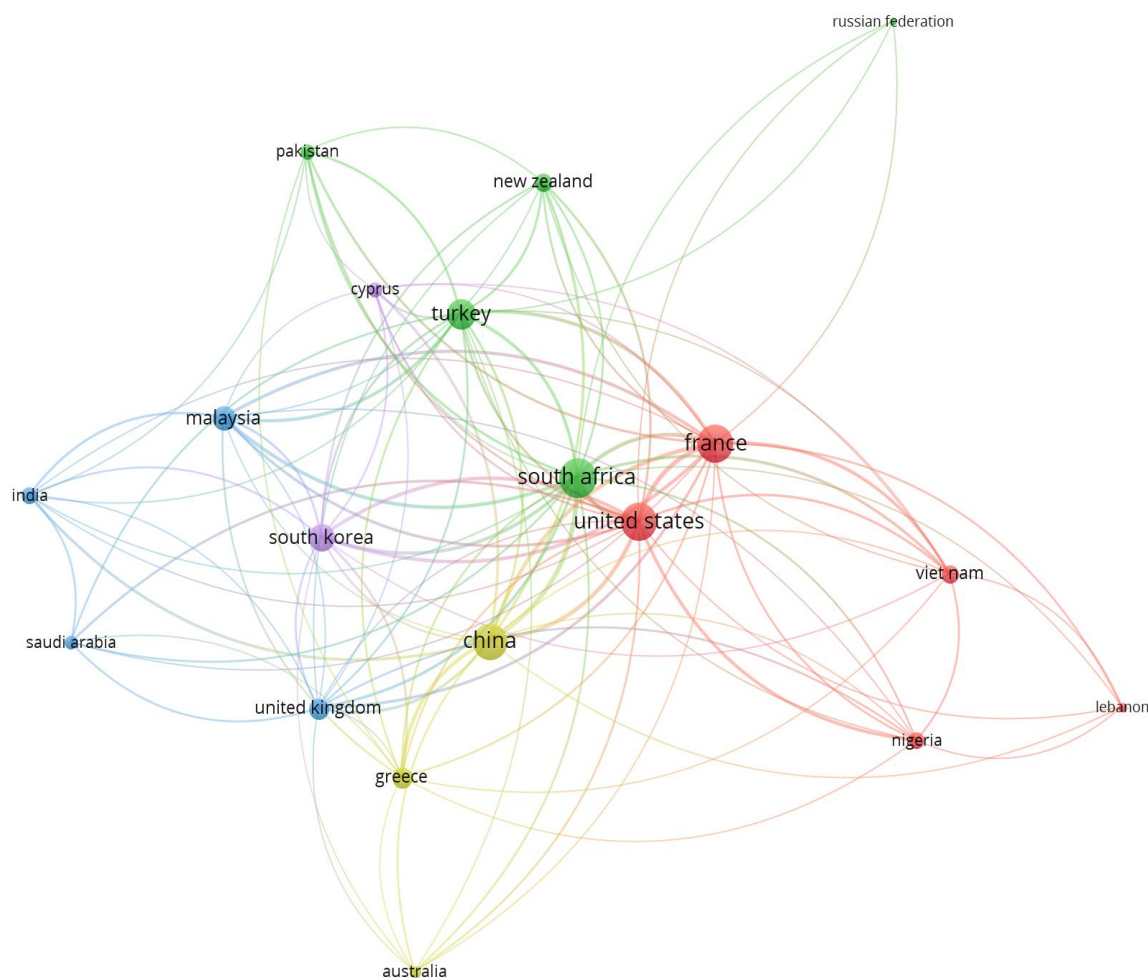 russian federation
pakistan
new zealand
cyprus
turkey
malaysia
france
south africa
india
united states
south korea
viet nam
china
saudi arabia
united kingdom
lebanon
nigeria
greece
australia